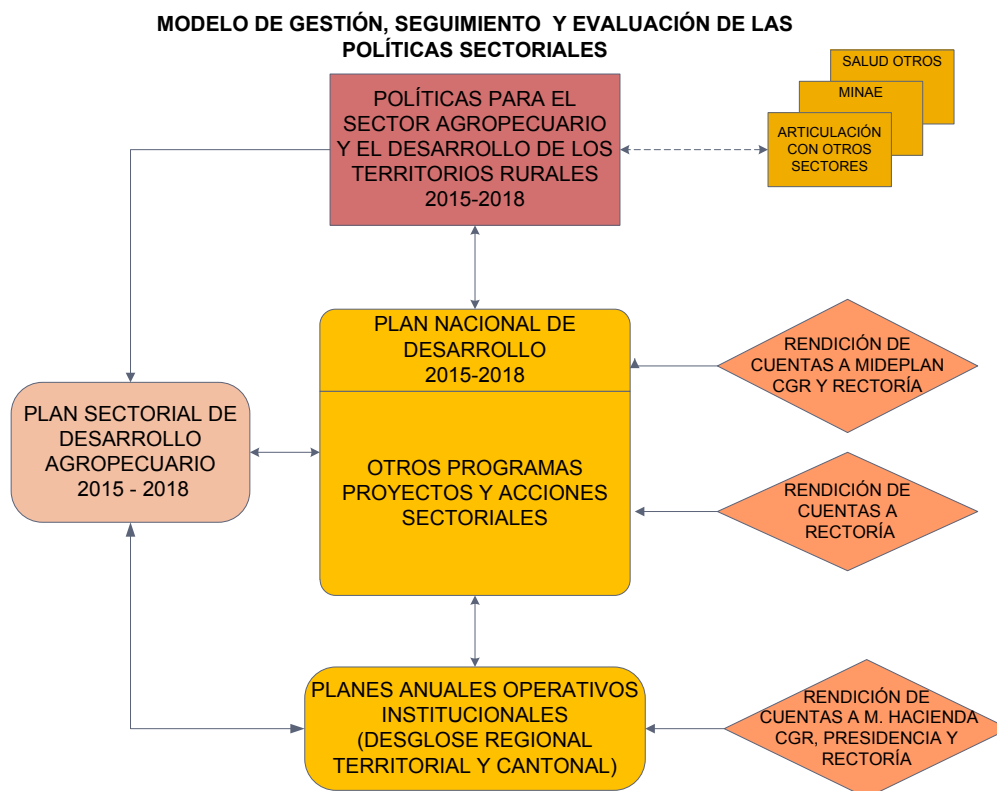 MODELO DE GESTIÓN, SEGUIMIENTO Y EVALUACIÓN DE LAS
POLÍTICAS SECTORIALES
SALUD OTROS
MINAE
ARTICULACIÓN
CON OTROS
SECTORES
POLÍTICAS PARA EL
SECTOR AGROPECUARIO
Y EL DESARROLLO DE LOS
TERRITORIOS RURALES
2015-2018
PLAN NACIONAL DE
DESARROLLO
2015-2018
RENDICIÓN DE
CUENTAS A MIDEPLAN
CGR Y RECTORÍA
PLAN SECTORIAL DE
DESARROLLO
AGROPECUARIO
2015 - 2018
OTROS PROGRAMAS
PROYECTOS Y ACCIONES
SECTORIALES
RENDICIÓN DE
CUENTAS A
RECTORÍA
PLANES ANUALES OPERATIVOS
INSTITUCIONALES
(DESGLOSE REGIONAL
TERRITORIAL Y CANTONAL)
RENDICIÓN DE
CUENTAS A M. HACIENDA
CGR, PRESIDENCIA Y
RECTORÍA